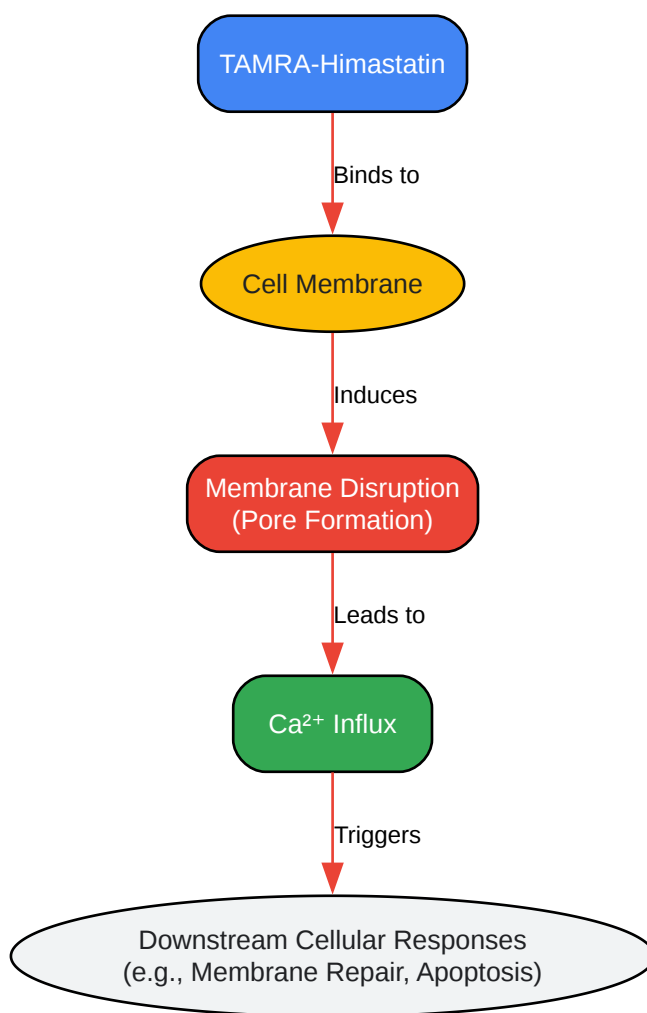 TAMRA-Himastatin
Binds to
Cell Membrane
Induces
Membrane Disruption
(Pore Formation)
Leads to
Ca²⁺ Influx
Triggers
Downstream Cellular Responses
(e.g., Membrane Repair, Apoptosis)